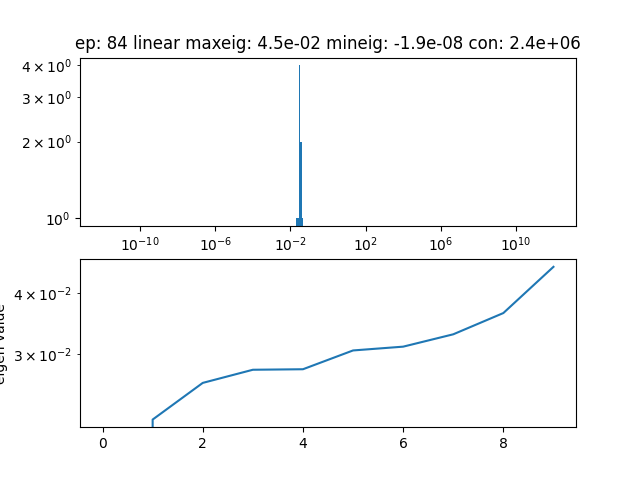 ep: 84 linear maxeig: 4.5e-02 mineig: -1.9e-08 con: 2.4e+06
4 × 10⁰
3 × 10⁰
2 × 10⁰
10⁰
10⁻¹⁰ 10⁻⁶ 10⁻² 10² 10⁶ 10¹⁰
eigen value
4 × 10⁻²
3 × 10⁻²
0 2 4 6 8